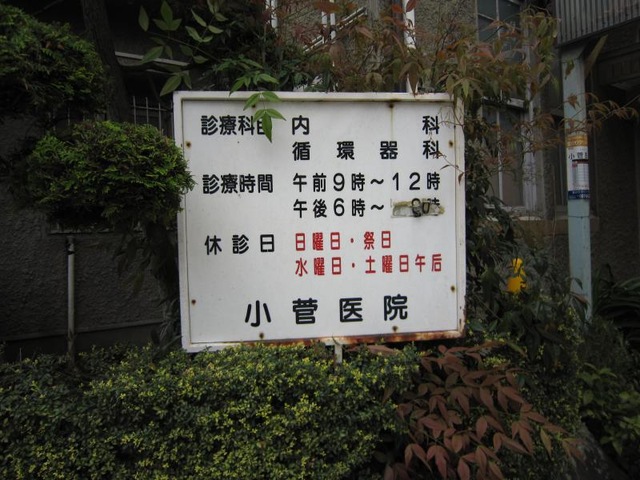 診療科目 内科
循環器科
診療時間 午前9時~12時
午後6時~ 時
休診日 日曜日・祭日
水曜日・土曜日午后
小菅医院